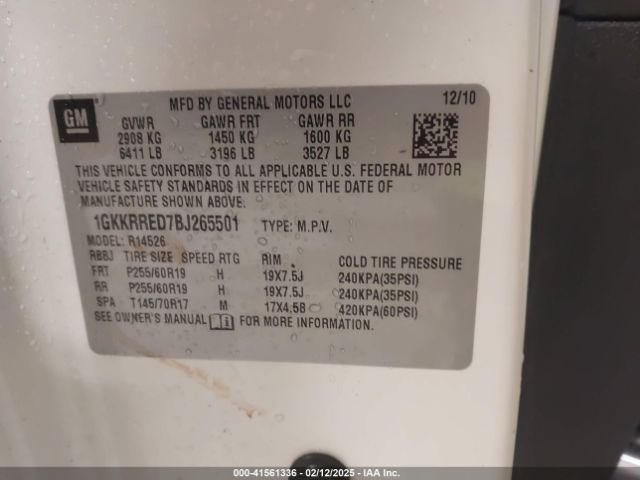 GM
MFD BY GENERAL MOTORS LLC 12/10
GVWR GAWR FRT GAWR RR
2908 KG 1450 KG 1600 KG
6411 LB 3196 LB 3527 LB
THIS VEHICLE CONFORMS TO ALL APPLICABLE U.S. FEDERAL MOTOR
VEHICLE SAFETY STANDARDS IN EFFECT ON THE DATE OF
MANUFACTURE SHOWN ABOVE.
1GKKRRED7BJ265501 TYPE: M.P.V.
MODEL: R14526
RBBJ TIRE SIZE SPEED RTG RIM COLD TIRE PRESSURE
FRT P255/60R19 H 19X7.5J 240KPA(35PSI)
RR P255/60R19 H 19X7.5J 240KPA(35PSI)
SPA T145/70R17 M 17X4.5B 420KPA(60PSI)
SEE OWNER'S MANUAL FOR MORE INFORMATION.
000-41561336 | 02/12/2025 | IAA Inc.